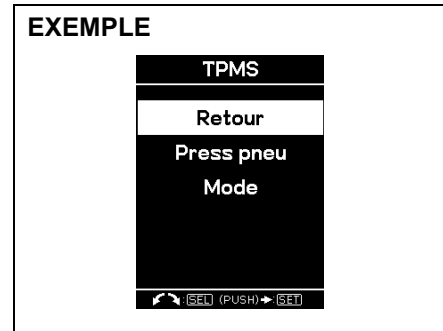 EXEMPLE
TPMS
Retour
Press pneu
Mode
:SEL (PUSH)➔:SET